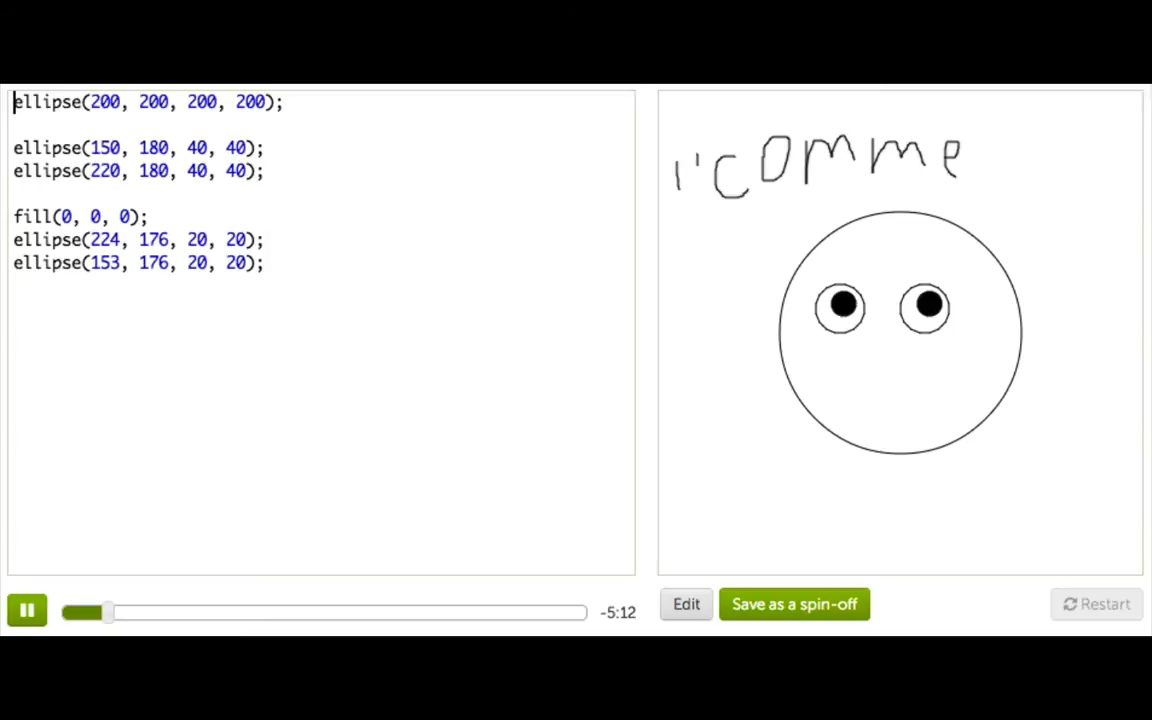 ellipse(200, 200, 200, 200);
ellipse(150, 180, 40, 40);
ellipse(220, 180, 40, 40);
fill(0, 0, 0);
ellipse(224, 176, 20, 20);
ellipse(153, 176, 20, 20);
i'comme
-5:12
Edit
Save as a spin-off
Restart